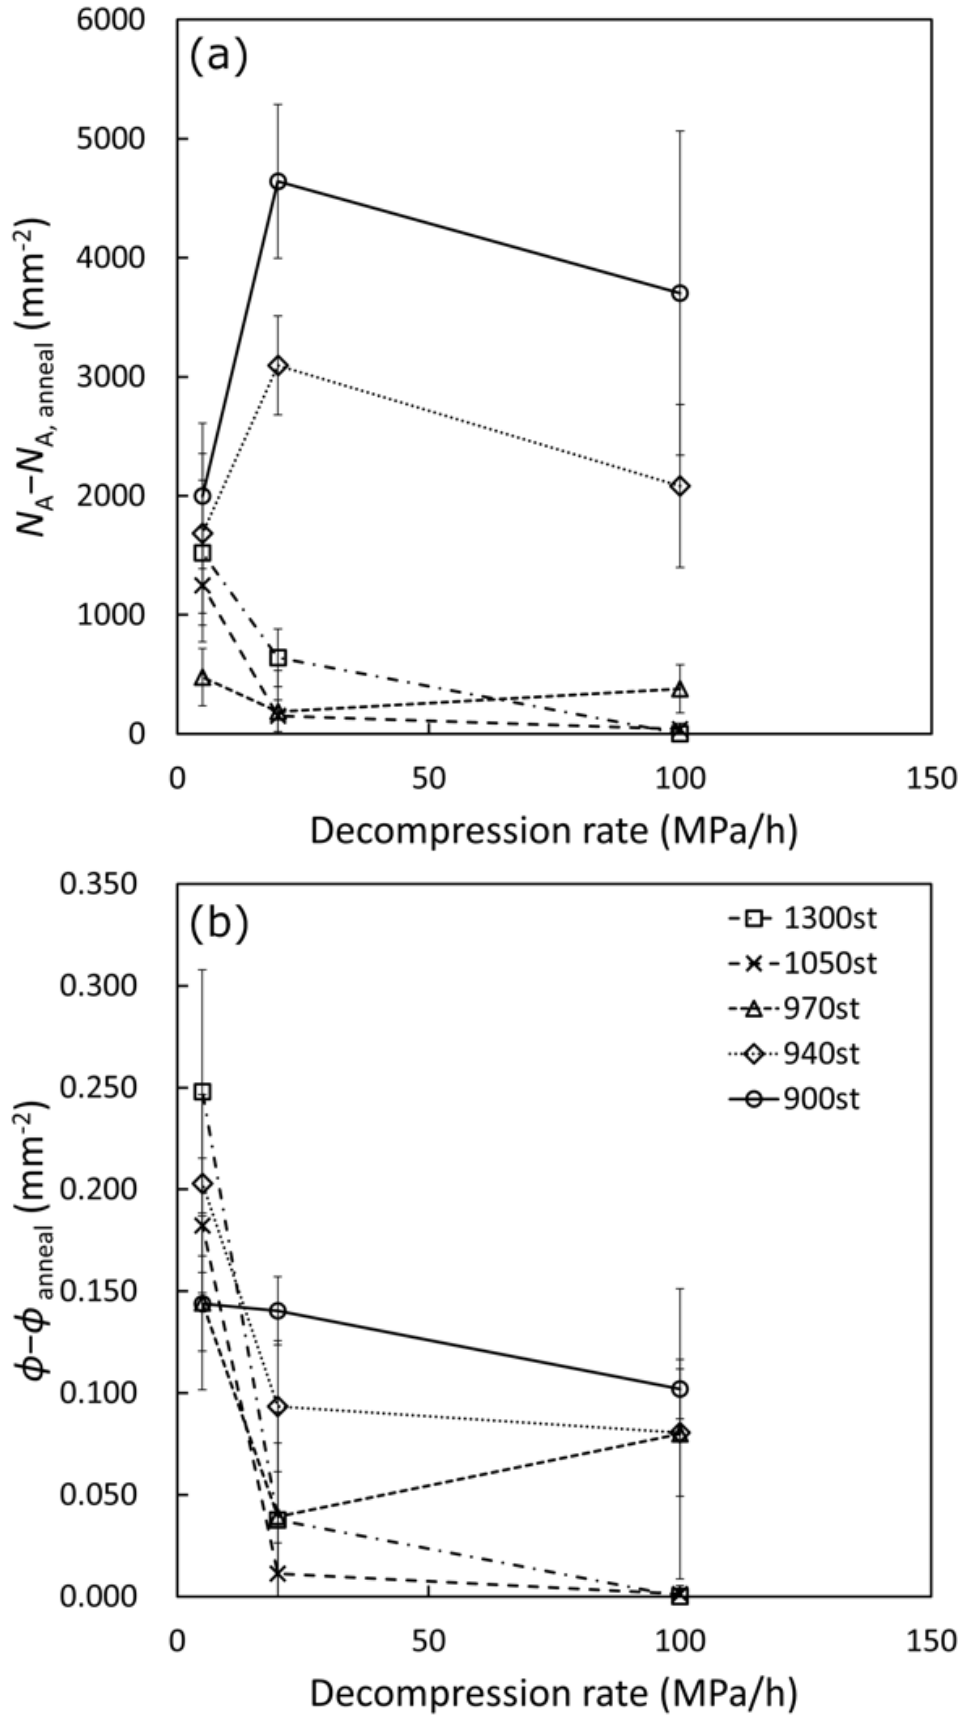 (a)
6000
5000
4000
3000
2000
1000
0
N_A–N_A, anneal (mm⁻²)
0 50 100 150
Decompression rate (MPa/h)
(b)
0.350
0.300
0.250
0.200
0.150
0.100
0.050
0.000
ϕ–ϕ anneal (mm⁻²)
1300st
1050st
970st
940st
900st
0 50 100 150
Decompression rate (MPa/h)